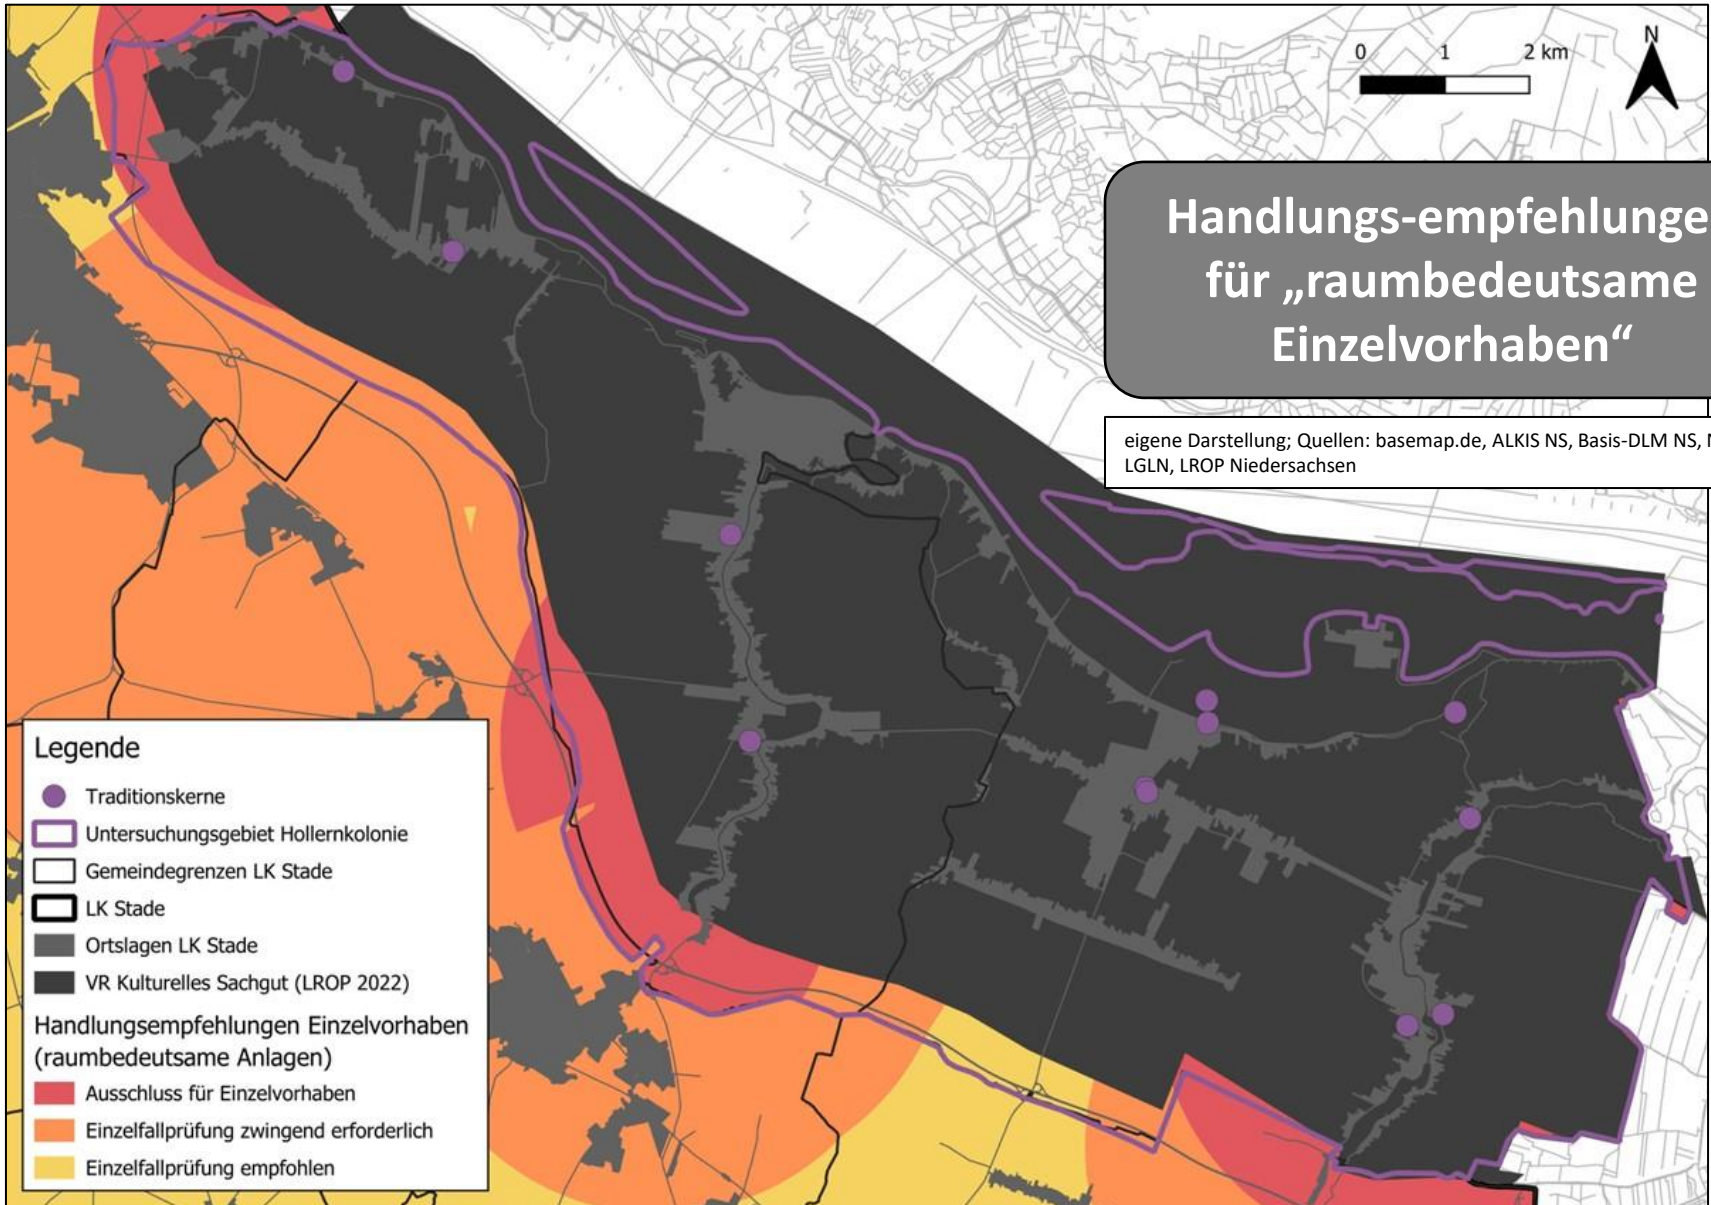 0 1 2 km
N
Handlungs-empfehlunge
für „raumbedeutsame
Einzelvorhaben“
eigene Darstellung; Quellen: basemap.de, ALKIS NS, Basis-DLM NS,
LGLN, LROP Niedersachsen
Legende
Traditionskerne
Untersuchungsgebiet Hollernkolonie
Gemeindegrenzen LK Stade
LK Stade
Ortslagen LK Stade
VR Kulturelles Sachgut (LROP 2022)
Handlungsempfehlungen Einzelvorhaben
(raumbedeutsame Anlagen)
Ausschluss für Einzelvorhaben
Einzelfallprüfung zwingend erforderlich
Einzelfallprüfung empfohlen